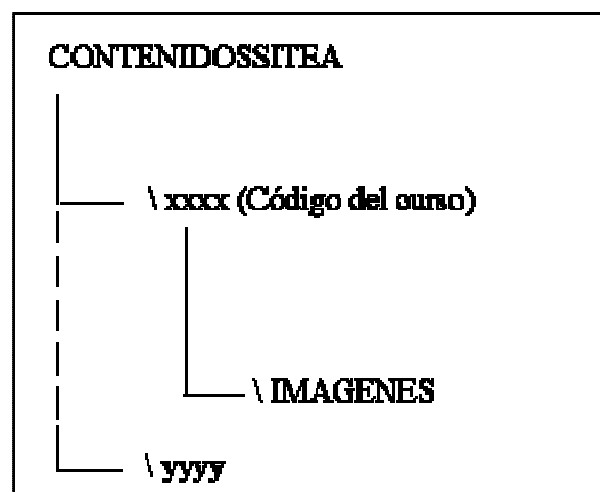 CONTENIDOSSITEA
\ xxxx (Código del curso)
\ IMAGENES
\ yyyy